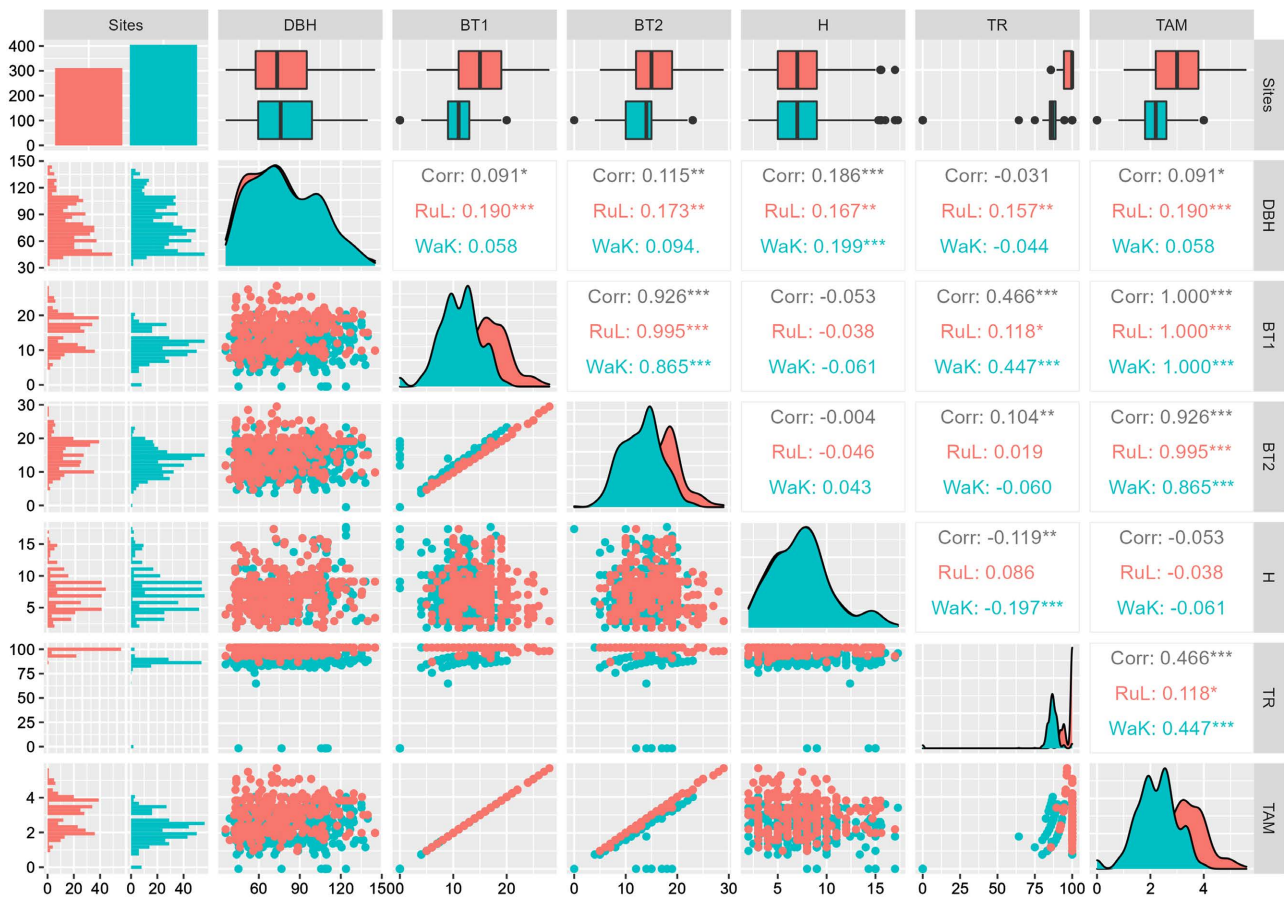 Sites DBH BT1 BT2 H TR TAM
400
300
200
100
0
Sites
150
120
90
60
30
Corr: 0.091* Corr: 0.115** Corr: 0.186*** Corr: -0.031 Corr: 0.091*
RuL: 0.190*** RuL: 0.173** RuL: 0.167** RuL: 0.157** RuL: 0.190***
WaK: 0.058 WaK: 0.094. WaK: 0.199*** WaK: -0.044 WaK: 0.058
DBH
20
10
0
Corr: 0.926*** Corr: -0.053 Corr: 0.466*** Corr: 1.000***
RuL: 0.995*** RuL: -0.038 RuL: 0.118* RuL: 1.000***
WaK: 0.865*** WaK: -0.061 WaK: 0.447*** WaK: 1.000***
BT1
30
20
10
0
Corr: -0.004 Corr: 0.104** Corr: 0.926***
RuL: -0.046 RuL: 0.019 RuL: 0.995***
WaK: 0.043 WaK: -0.060 WaK: 0.865***
BT2
15
10
5
Corr: -0.119** Corr: -0.053
RuL: 0.086 RuL: -0.038
WaK: -0.197*** WaK: -0.061
H
100
75
50
25
0
Corr: 0.466***
RuL: 0.118*
WaK: 0.447***
TR
4
2
0
TAM
0 20 40 0 20 40 60 90 120 150 0 10 20 0 10 20 30 5 10 15 0 25 50 75 100 0 2 4